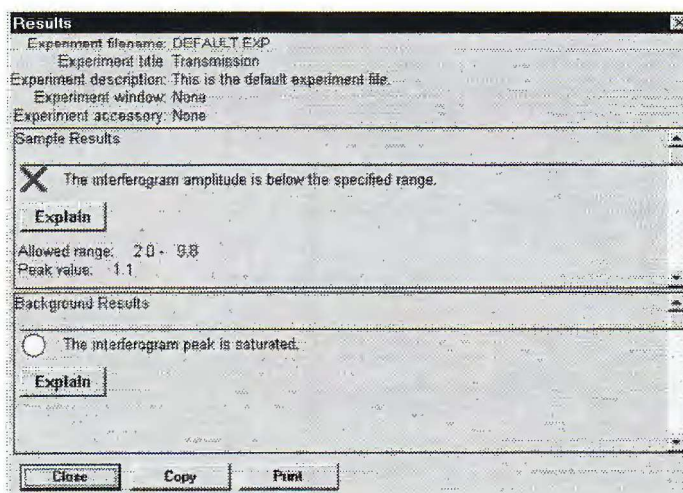 Results
Experiment filename: DEFAULT.EXP
Experiment title Transmission
Experiment description: This is the default experiment file.
Experiment window: None
Experiment accessory: None
Sample Results
X The interferogram amplitude is below the specified range.
Explain
Allowed range: 2.0 - 9.8
Peak value: 1.1
Background Results
The interferogram peak is saturated.
Explain
Close Copy Print